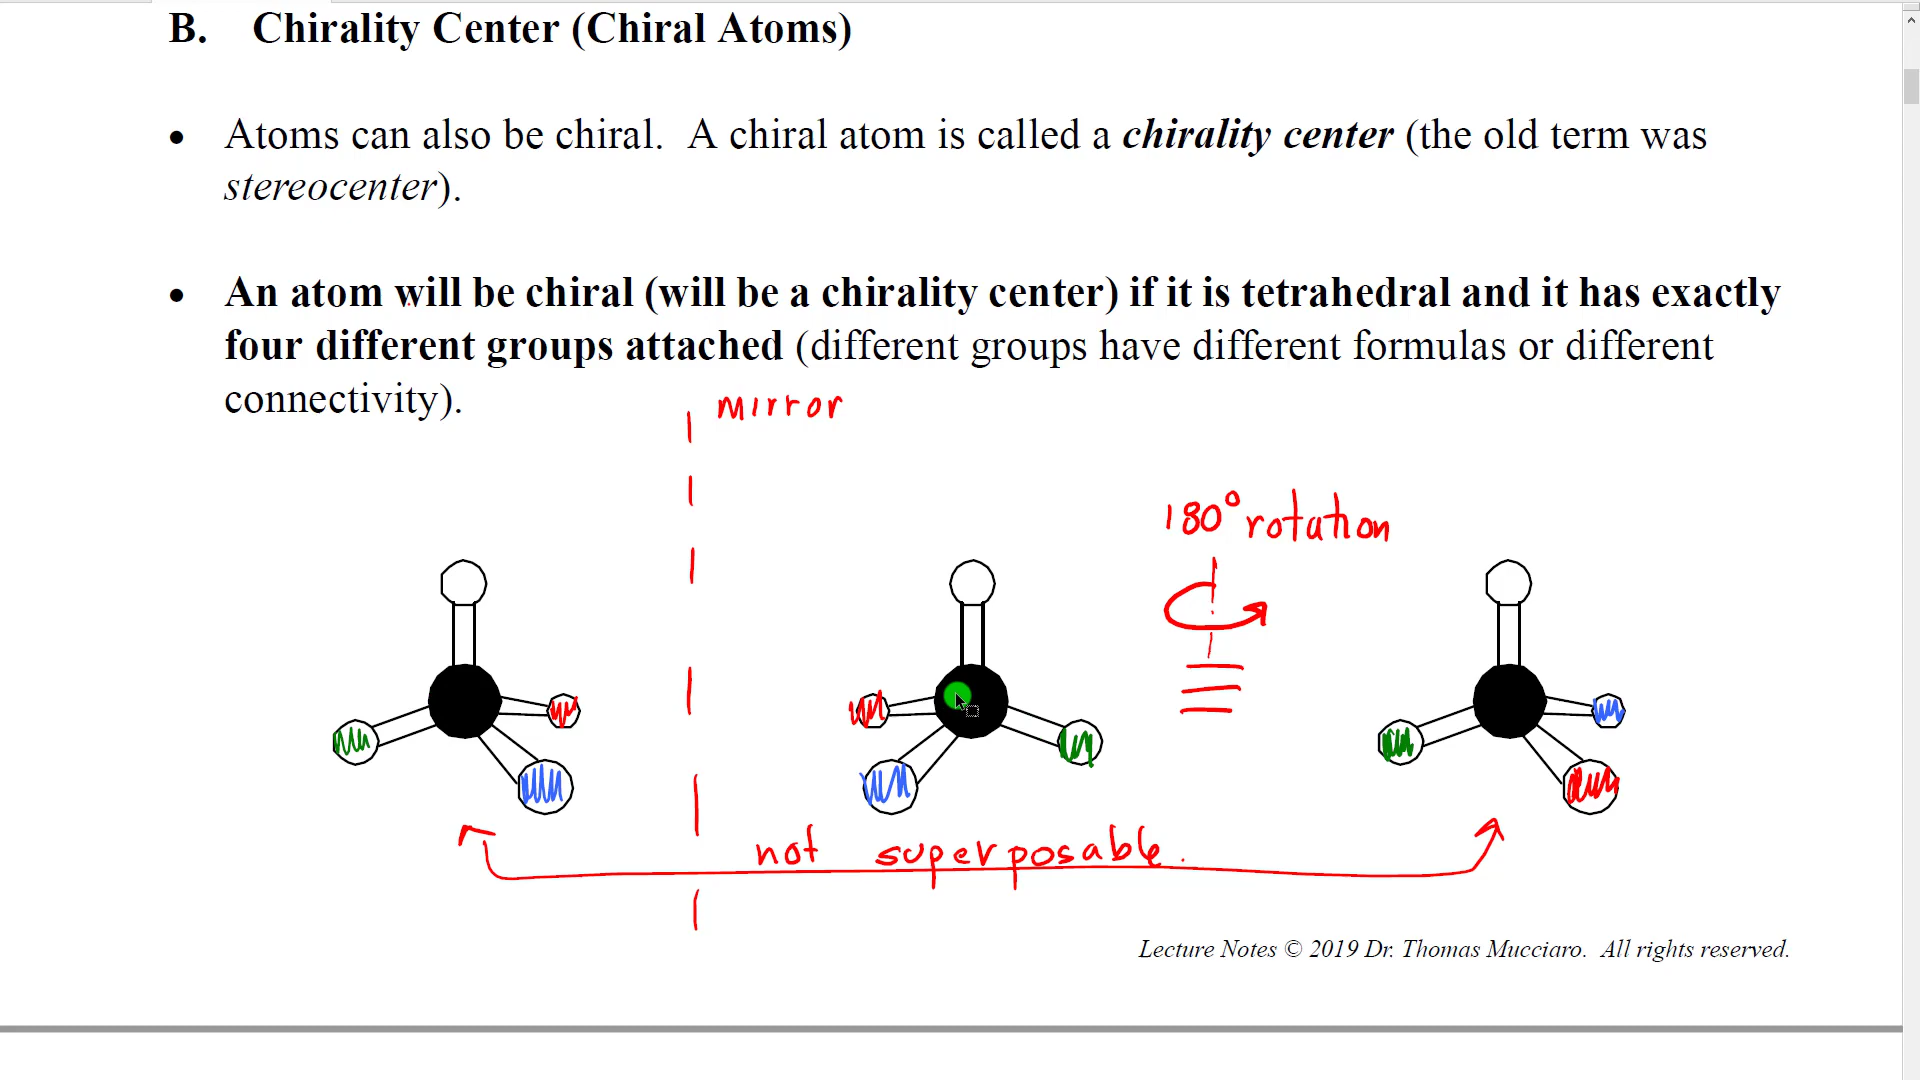 B. Chirality Center (Chiral Atoms)
• Atoms can also be chiral. A chiral atom is called a chirality center (the old term was
stereocenter).
• An atom will be chiral (will be a chirality center) if it is tetrahedral and it has exactly
four different groups attached (different groups have different formulas or different
connectivity).
mirror
180° rotation
not superposable.
Lecture Notes © 2019 Dr. Thomas Mucciaro. All rights reserved.